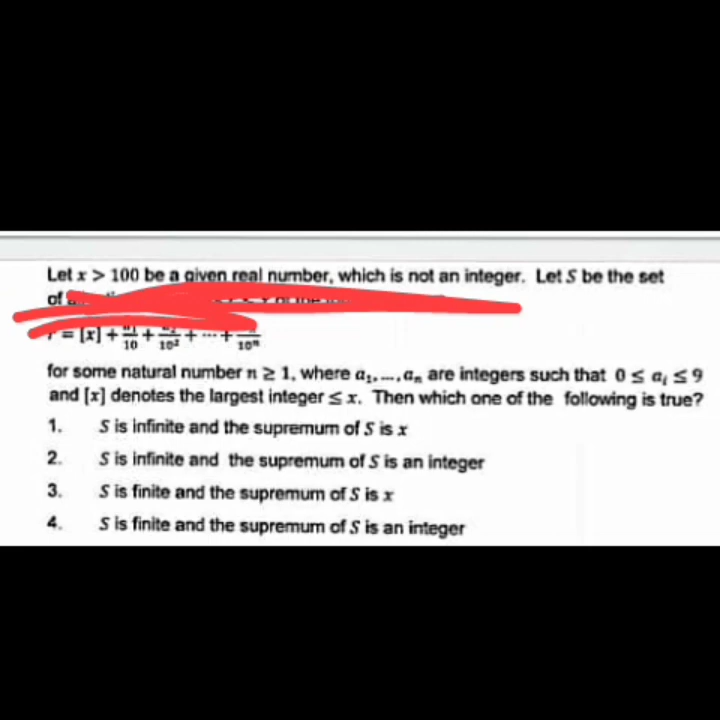 Let x > 100 be a given real number, which is not an integer. Let S be the set
of
= [x] + /10 + /10² + ... + /10ⁿ
for some natural number n ≥ 1, where a₁,...,aₙ are integers such that 0 ≤ aᵢ ≤ 9
and [x] denotes the largest integer ≤ x. Then which one of the following is true?
1. S is infinite and the supremum of S is x
2. S is infinite and the supremum of S is an integer
3. S is finite and the supremum of S is x
4. S is finite and the supremum of S is an integer